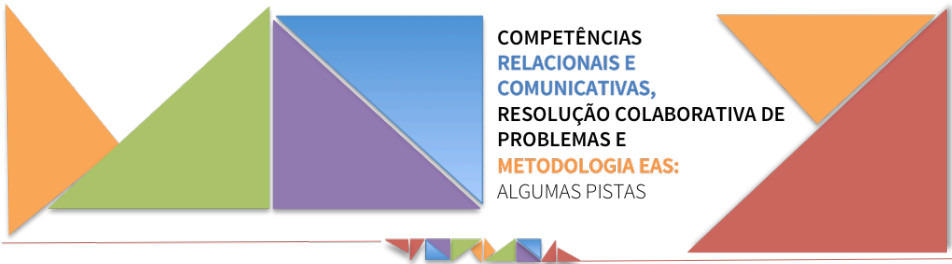 COMPETÊNCIAS
RELACIONAIS E
COMUNICATIVAS,
RESOLUÇÃO COLABORATIVA DE
PROBLEMAS E
METODOLOGIA EAS:
ALGUMAS PISTAS